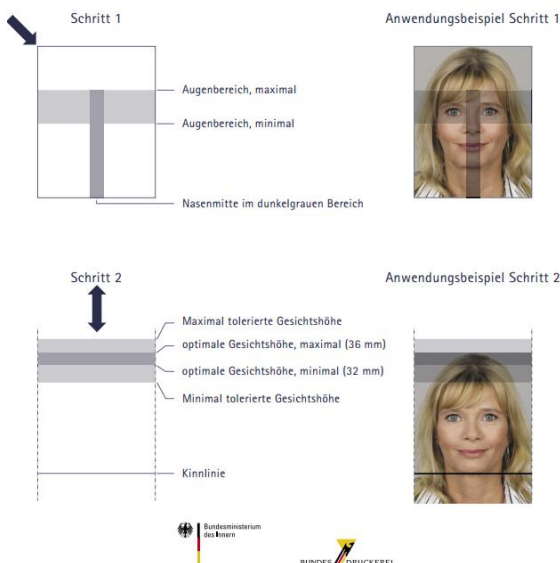 Schritt 1
Anwendungsbeispiel Schritt 1
Augenbereich, maximal
Augenbereich, minimal
Nasenmitte im dunkelgrauen Bereich
Schritt 2
Anwendungsbeispiel Schritt 2
Maximal tolerierte Gesichtshöhe
optimale Gesichtshöhe, maximal (36 mm)
optimale Gesichtshöhe, minimal (32 mm)
Minimal tolerierte Gesichtshöhe
Kinnlinie
Bundesministerium
des Innern
BUNDESDRUCKEREI